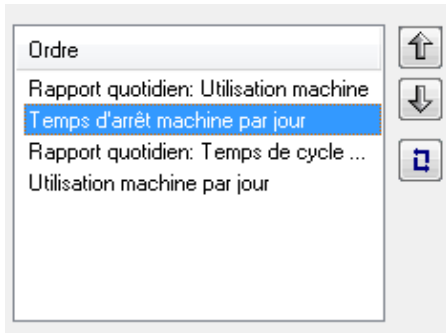 Ordre
Rapport quotidien: Utilisation machine
Temps d'arrêt machine par jour
Rapport quotidien: Temps de cycle ...
Utilisation machine par jour